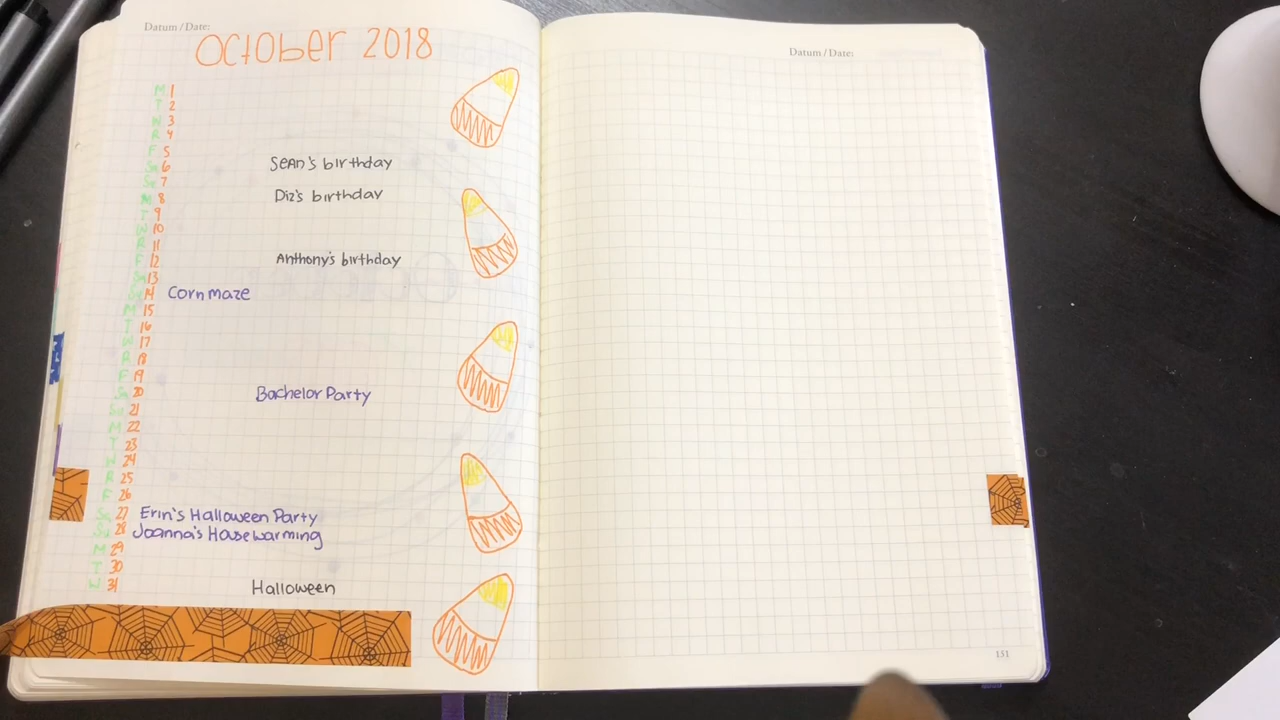 Datum / Date:
October 2018
M 1
T 2
W 3
R 4
F 5
Sa 6 Sean's birthday
Su 7
M 8 Diz's birthday
T 9
W 10
R 11
F 12 Anthony's birthday
Sa 13
Su 14 Corn maze
M 15
T 16
W 17
R 18
F 19
Sa 20 Bachelor Party
Su 21
M 22
T 23
W 24
R 25
F 26
Sa 27 Erin's Halloween Party
Su 28 Joanna's Housewarming
M 29
T 30
W 31 Halloween
Datum / Date:
151